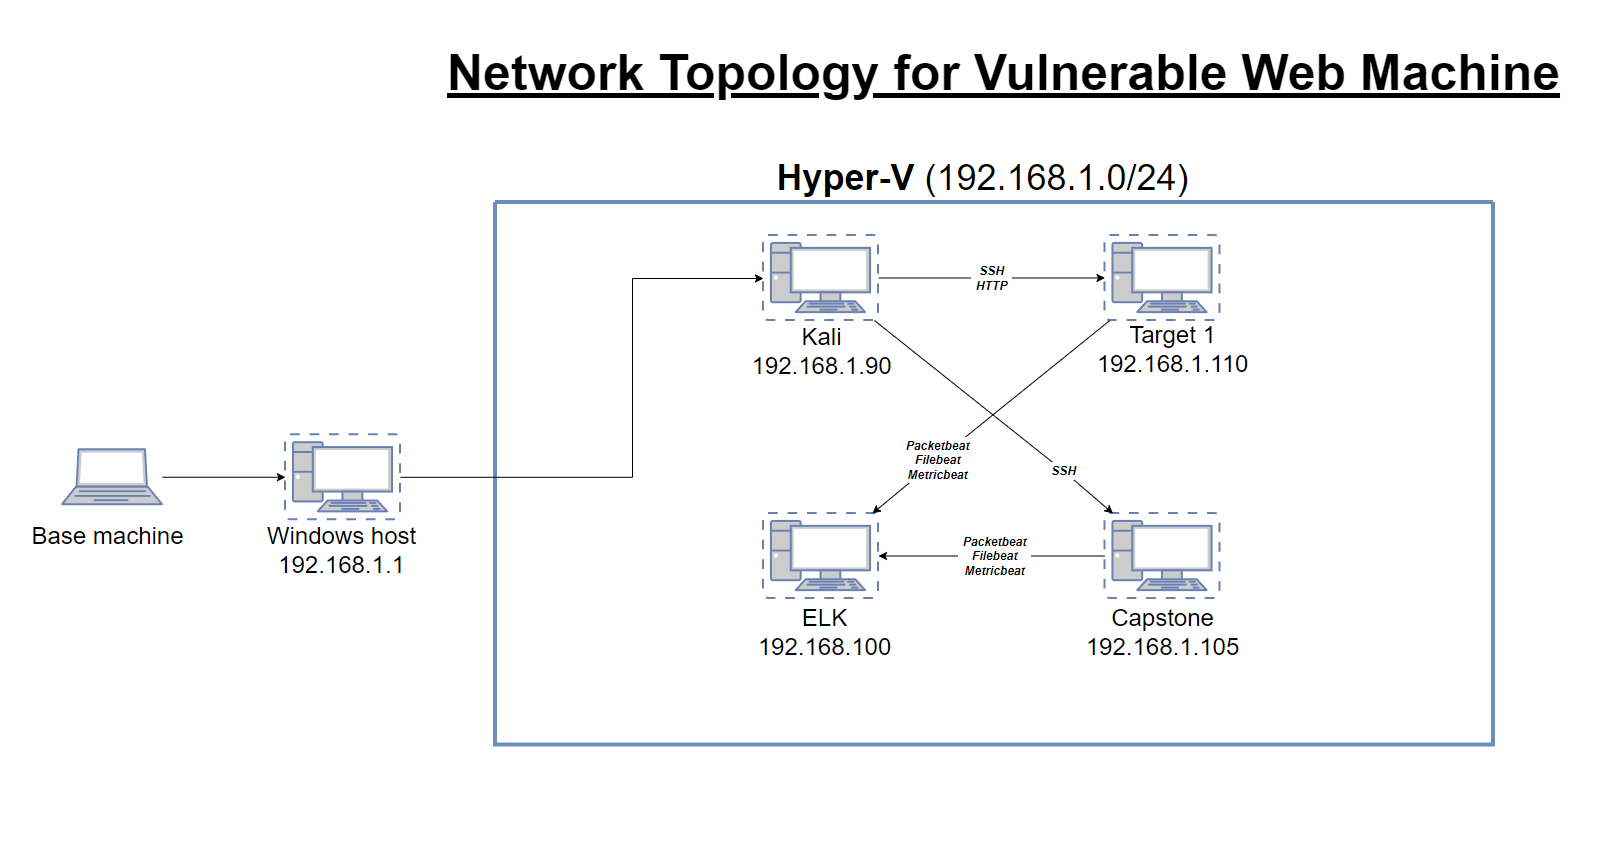 Network Topology for Vulnerable Web Machine
Hyper-V (192.168.1.0/24)
SSH
HTTP
Kali
192.168.1.90
Target 1
192.168.1.110
Packetbeat
Filebeat
Metricbeat
SSH
Base machine
Windows host
192.168.1.1
Packetbeat
Filebeat
Metricbeat
ELK
192.168.100
Capstone
192.168.1.105